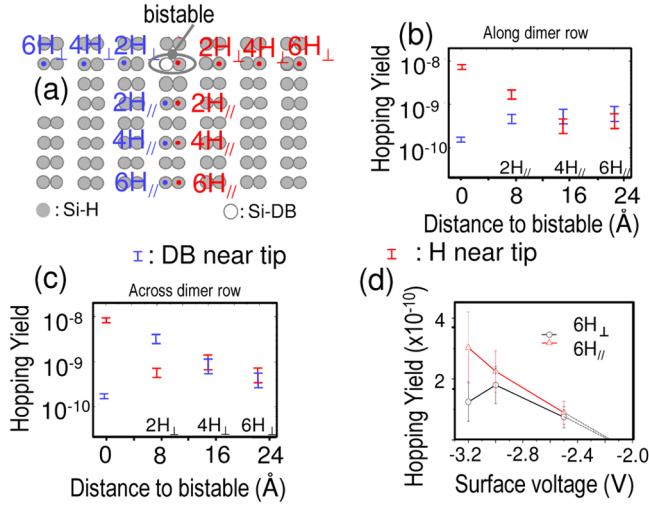 bistable
6H⊥ 4H⊥ 2H⊥ 2H⊥ 4H⊥ 6H⊥
(a)
2H// 2H//
4H// 4H//
6H// 6H//
: Si-H : Si-DB
(b)
Along dimer row
Hopping Yield
10-8
10-9
10-10
2H// 4H// 6H//
0 8 16 24
Distance to bistable (Å)
: DB near tip : H near tip
(c)
Across dimer row
Hopping Yield
10-8
10-9
10-10
2H⊥ 4H⊥ 6H⊥
0 8 16 24
Distance to bistable (Å)
(d)
Hopping Yield (x10-10)
4
2
6H⊥
6H//
-3.2 -2.8 -2.4 -2.0
Surface voltage (V)